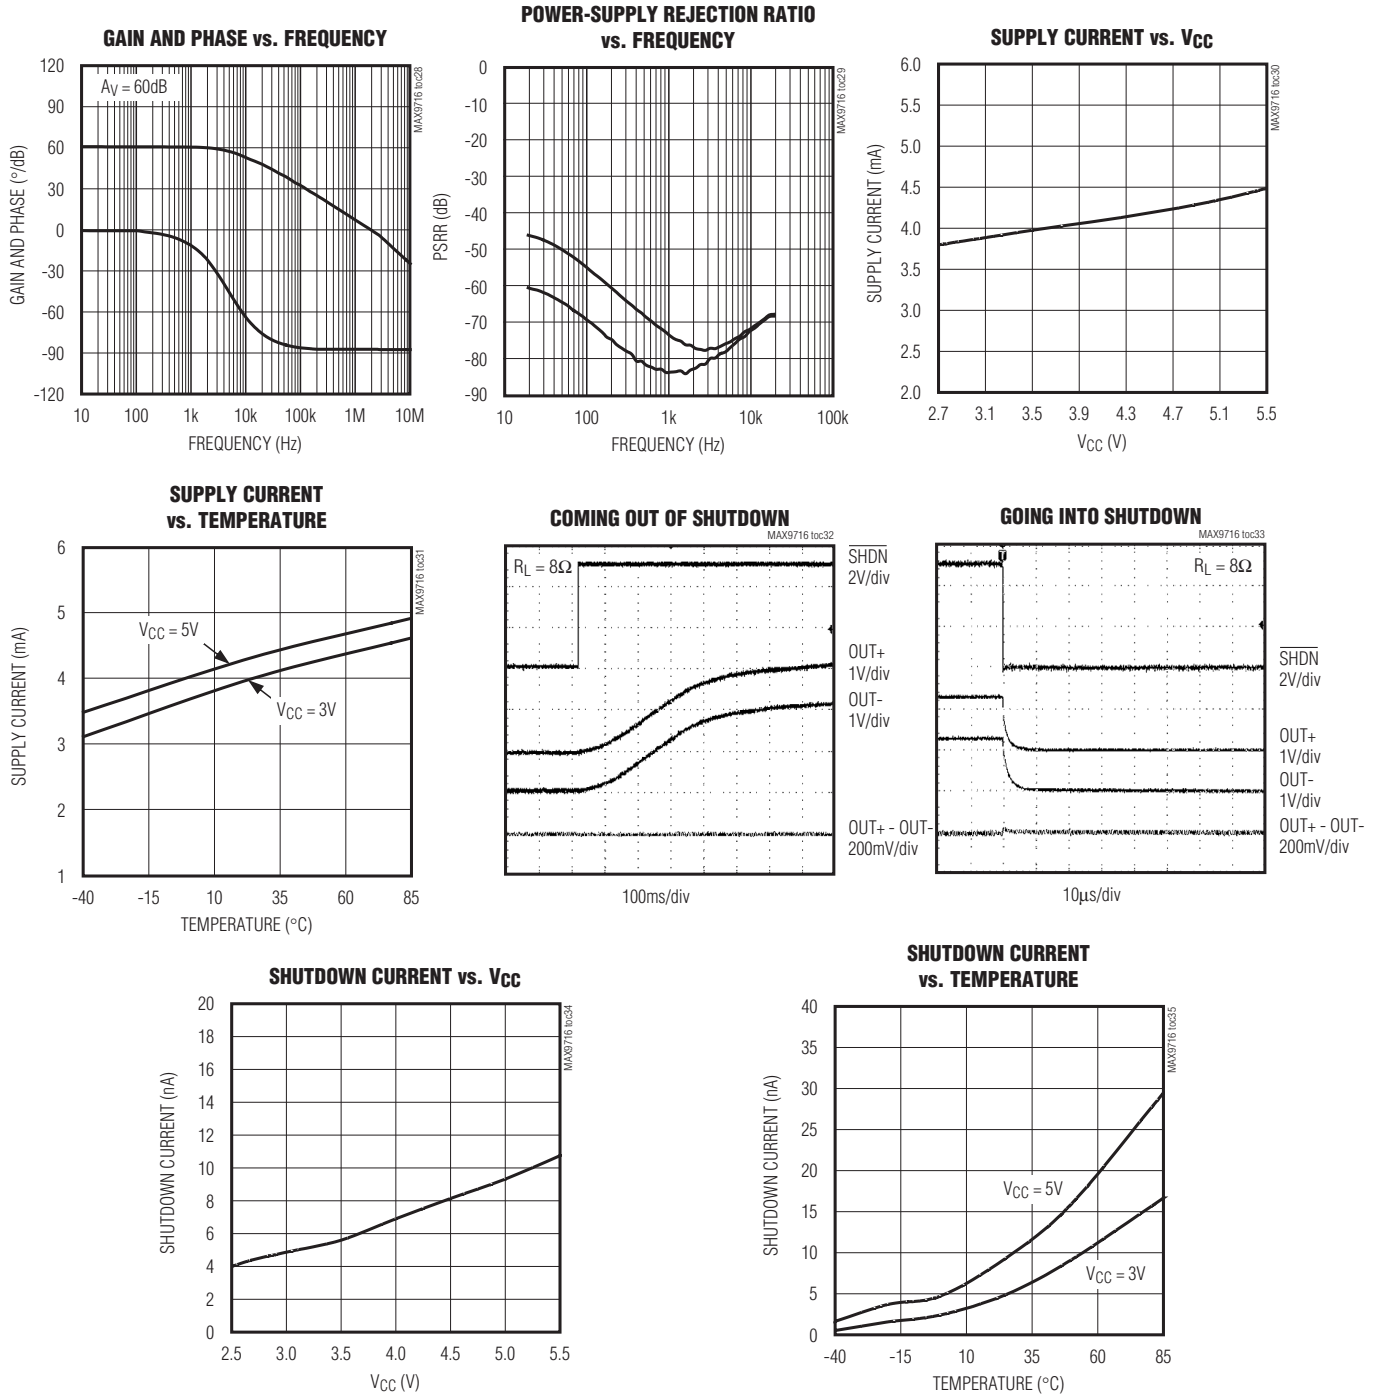 GAIN AND PHASE vs. FREQUENCY
MAX9716 toc28
AV = 60dB
GAIN AND PHASE (°/dB)
120
90
60
30
0
-30
-60
-90
-120
10 100 1k 10k 100k 1M 10M
FREQUENCY (Hz)
POWER-SUPPLY REJECTION RATIO
vs. FREQUENCY
MAX9716 toc29
PSRR (dB)
0
-10
-20
-30
-40
-50
-60
-70
-80
-90
10 100 1k 10k 100k
FREQUENCY (Hz)
SUPPLY CURRENT vs. VCC
MAX9716 toc30
SUPPLY CURRENT (mA)
6.0
5.5
5.0
4.5
4.0
3.5
3.0
2.5
2.0
2.7 3.1 3.5 3.9 4.3 4.7 5.1 5.5
VCC (V)
SUPPLY CURRENT
vs. TEMPERATURE
MAX9716 toc31
SUPPLY CURRENT (mA)
6
5
4
3
2
1
VCC = 5V
VCC = 3V
-40 -15 10 35 60 85
TEMPERATURE (°C)
COMING OUT OF SHUTDOWN
MAX9716 toc32
RL = 8Ω
SHDN
2V/div
OUT+
1V/div
OUT-
1V/div
OUT+ - OUT-
200mV/div
100ms/div
GOING INTO SHUTDOWN
MAX9716 toc33
T
RL = 8Ω
SHDN
2V/div
OUT+
1V/div
OUT-
1V/div
OUT+ - OUT-
200mV/div
10μs/div
SHUTDOWN CURRENT vs. VCC
MAX9716 toc34
SHUTDOWN CURRENT (nA)
20
18
16
14
12
10
8
6
4
2
0
2.5 3.0 3.5 4.0 4.5 5.0 5.5
VCC (V)
SHUTDOWN CURRENT
vs. TEMPERATURE
MAX9716 toc35
SHUTDOWN CURRENT (nA)
40
35
30
25
20
15
10
5
0
VCC = 5V
VCC = 3V
-40 -15 10 35 60 85
TEMPERATURE (°C)